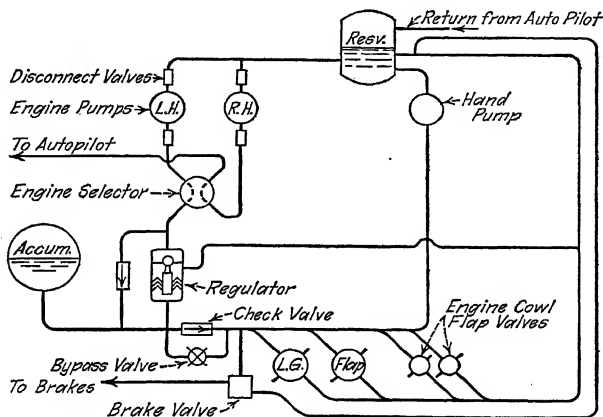 Return from Auto Pilot
Resv.
Disconnect Valves
Engine Pumps
L.H.
R.H.
Hand
Pump
To Autopilot
Engine Selector
Accum.
Regulator
Check Valve
Engine Cowl
Flap Valves
Bypass Valve
L.G.
Flap
To Brakes
Brake Valve